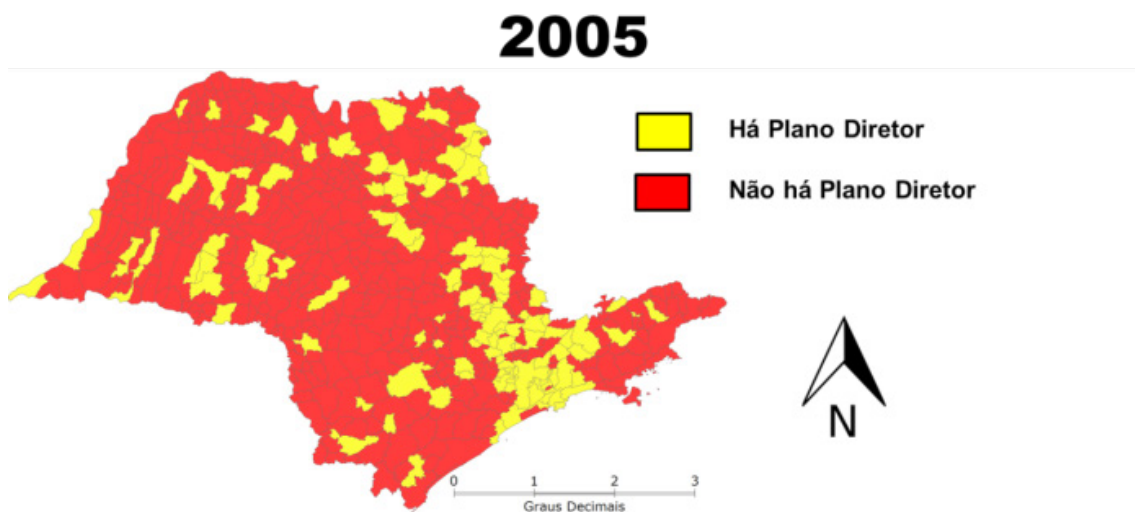 2005
Há Plano Diretor
Não há Plano Diretor
N
0 1 2 3
Graus Decimais